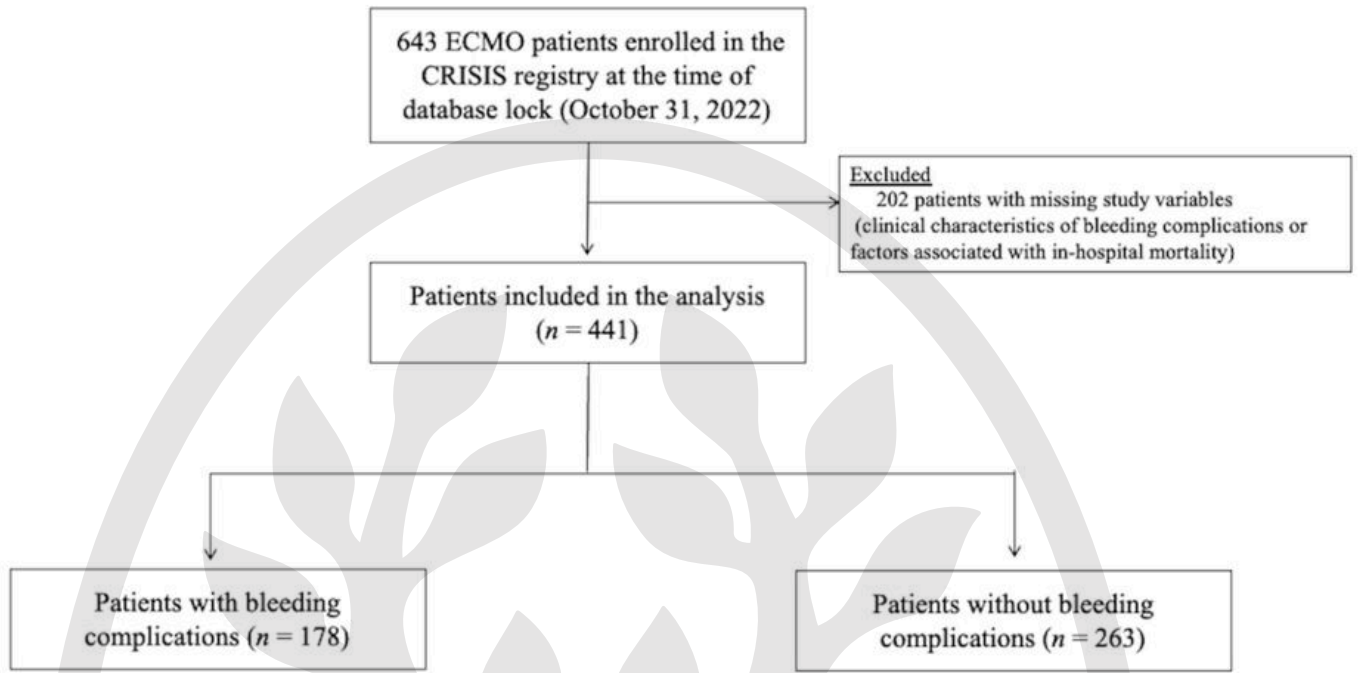 643 ECMO patients enrolled in the
CRISIS registry at the time of
database lock (October 31, 2022)
Excluded
202 patients with missing study variables
(clinical characteristics of bleeding complications or
factors associated with in-hospital mortality)
Patients included in the analysis
(n = 441)
Patients with bleeding
complications (n = 178)
Patients without bleeding
complications (n = 263)